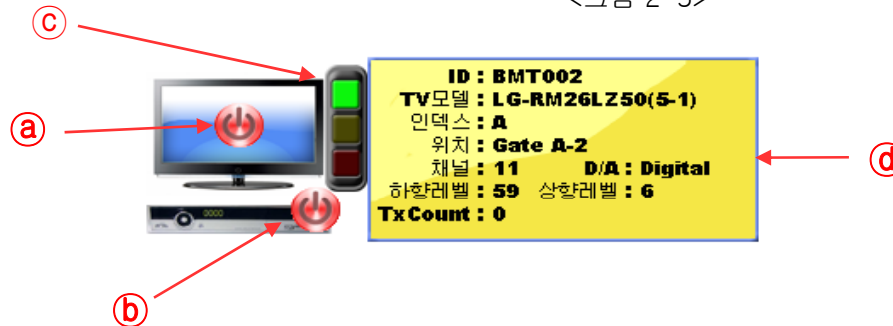 ⓒ
ID : BMT002
TV모델 : LG-RM26LZ50(5-1)
ⓐ
인덱스 : A
위치 : Gate A-2
채널 : 11 D/A : Digital
ⓓ
하향레벨 : 59 상향레벨 : 6
0000
TxCount : 0
ⓑ